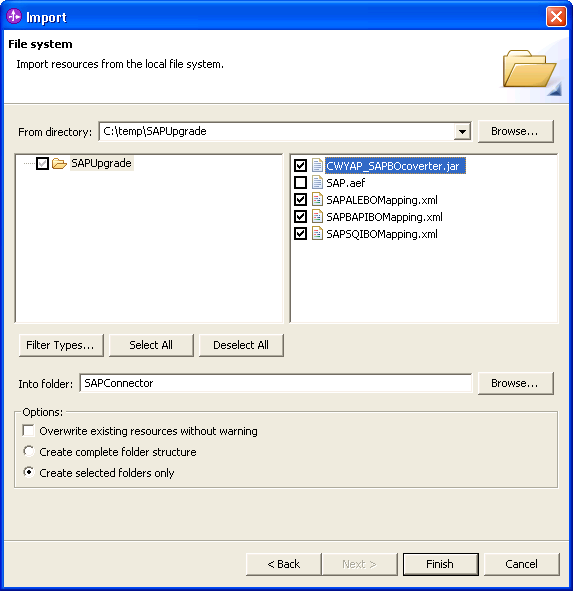 Import
File system
Import resources from the local file system.
From directory: C:\temp\SAPUpgrade Browse...
SAPUpgrade
CWYAP_SAPBOcoverter.jar
SAP.aef
SAPALEBOMapping.xml
SAPBAPIBOMapping.xml
SAPSQIBOMapping.xml
Filter Types... Select All Deselect All
Into folder: SAPConnector Browse...
Options:
Overwrite existing resources without warning
Create complete folder structure
Create selected folders only
< Back Next > Finish Cancel